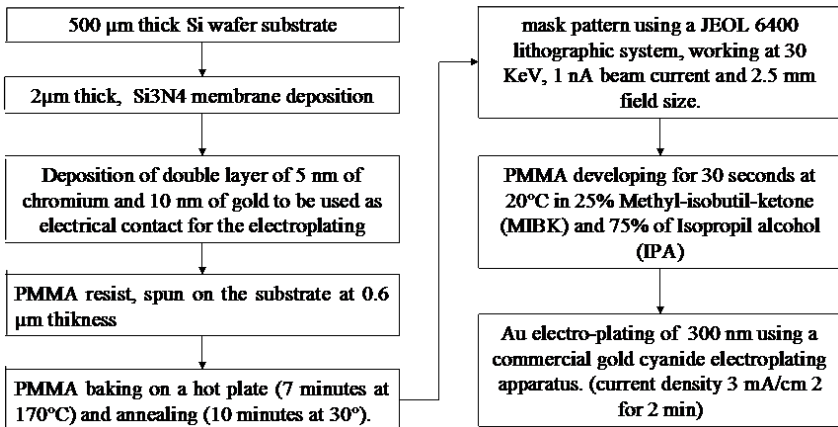 500 μm thick Si wafer substrate
2μm thick, Si3N4 membrane deposition
Deposition of double layer of 5 nm of
chromium and 10 nm of gold to be used as
electrical contact for the electroplating
PMMA resist, spun on the substrate at 0.6
μm thikness
PMMA baking on a hot plate (7 minutes at
170°C) and annealing (10 minutes at 30°).
mask pattern using a JEOL 6400
lithographic system, working at 30
KeV, 1 nA beam current and 2.5 mm
field size.
PMMA developing for 30 seconds at
20°C in 25% Methyl-isobutil-ketone
(MIBK) and 75% of Isopropil alcohol
(IPA)
Au electro-plating of 300 nm using a
commercial gold cyanide electroplating
apparatus. (current density 3 mA/cm 2
for 2 min)